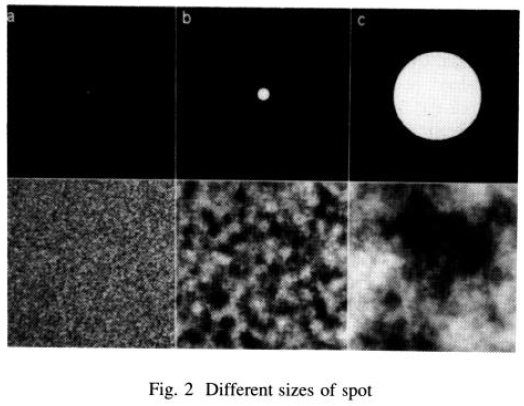 a b c
Fig. 2 Different sizes of spot